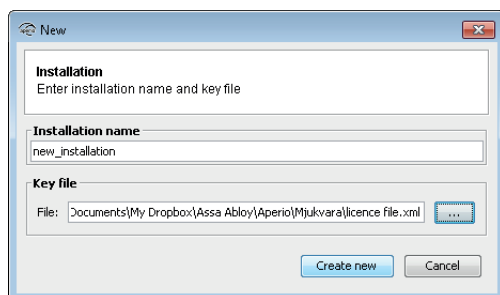 New
Installation
Enter installation name and key file
Installation name
new_installation
Key file
File: Documents\My Dropbox\Assa Abloy\Aperio\Mjukvara\licence file.xml ...
Create new Cancel